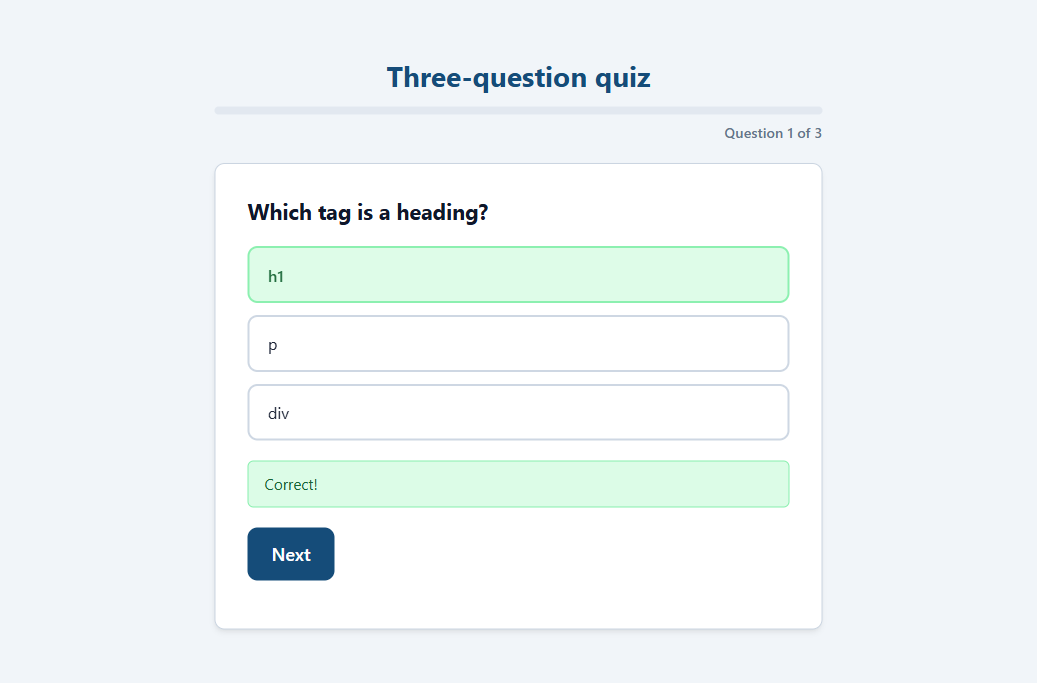 Three-question quiz
Question 1 of 3
Which tag is a heading?
h1
p
div
Correct!
Next